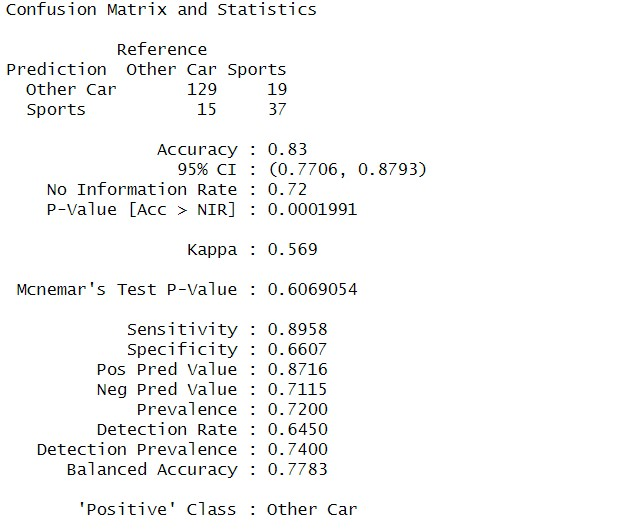 Confusion Matrix and Statistics
Reference
Prediction Other Car Sports
Other Car 129 19
Sports 15 37
Accuracy : 0.83
95% CI : (0.7706, 0.8793)
No Information Rate : 0.72
P-Value [Acc > NIR] : 0.0001991
Kappa : 0.569
Mcnemar's Test P-Value : 0.6069054
Sensitivity : 0.8958
Specificity : 0.6607
Pos Pred Value : 0.8716
Neg Pred Value : 0.7115
Prevalence : 0.7200
Detection Rate : 0.6450
Detection Prevalence : 0.7400
Balanced Accuracy : 0.7783
'Positive' Class : Other Car